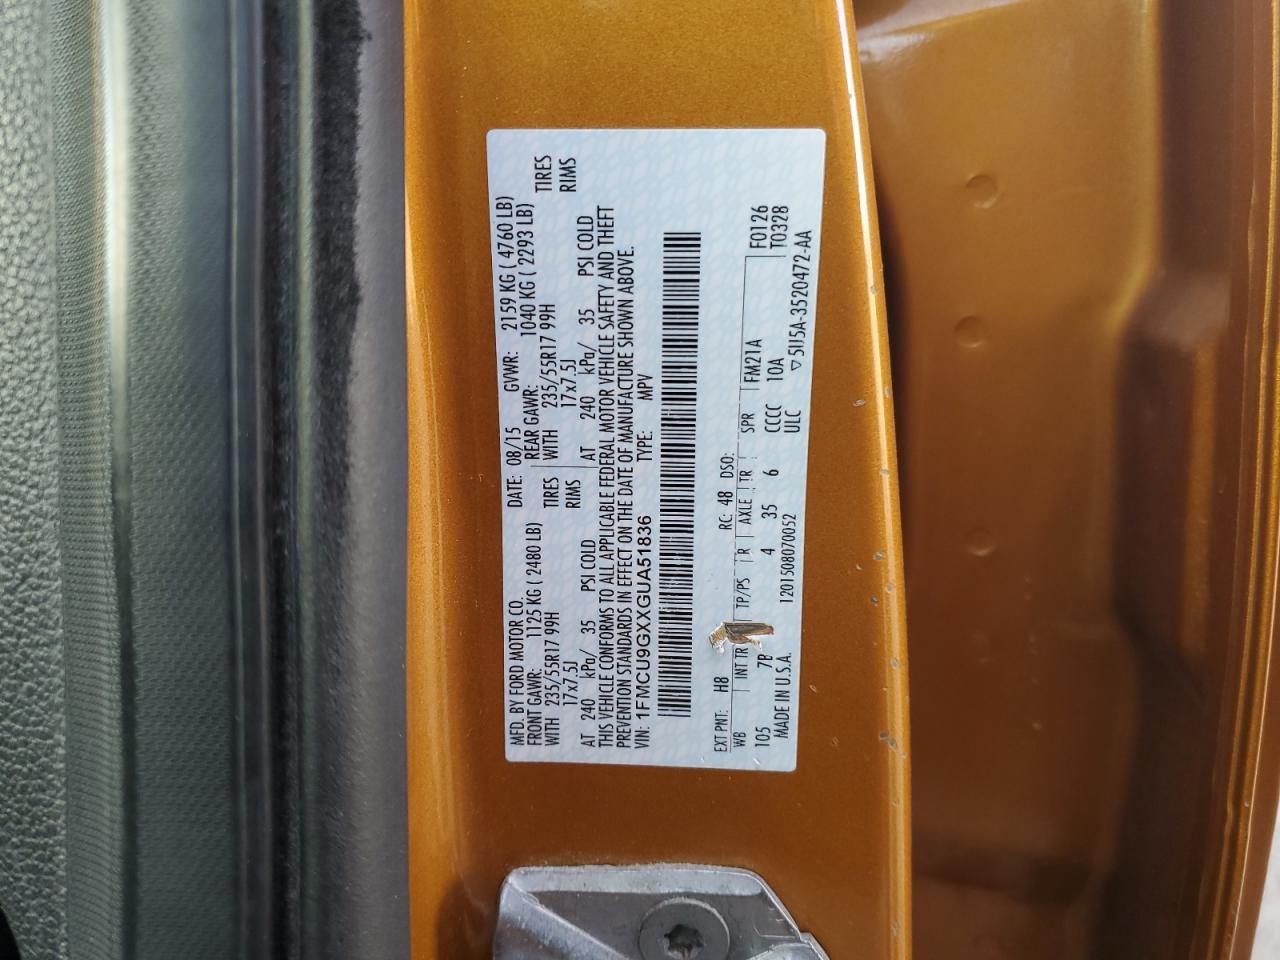 MFD. BY FORD MOTOR CO. DATE: 08/15 GVWR: 2159 KG ( 4760 LB)
FRONT GAWR: 1125 KG ( 2480 LB) REAR GAWR: 1040 KG ( 2293 LB)
WITH 235/55R17 99H TIRES WITH 235/55R17 99H TIRES
17x7.5J RIMS 17x7.5J RIMS
AT 240 kPa/ 35 PSI COLD AT 240 kPa/ 35 PSI COLD
THIS VEHICLE CONFORMS TO ALL APPLICABLE FEDERAL MOTOR VEHICLE SAFETY AND THEFT
PREVENTION STANDARDS IN EFFECT ON THE DATE OF MANUFACTURE SHOWN ABOVE.
VIN: 1FMCU9GXXGUA51836 TYPE: MPV
EXT PNT: H8 RC: 48 DSO: F0126
WB INT TR TP/PS R AXLE TR SPR FM21A T0328
105 7B 4 35 6 CCCC 10A
MADE IN U.S.A. 1201508070052 ULC ▽5U5A-3520472-AA